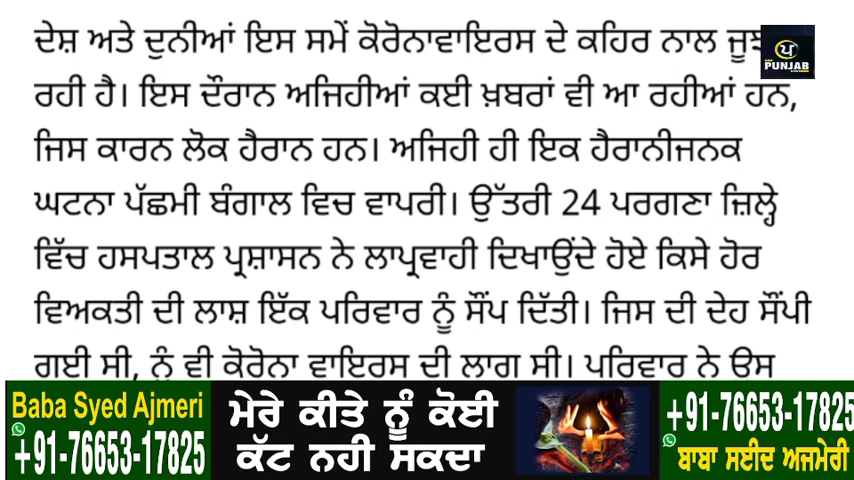 ਦੇਸ਼ ਅਤੇ ਦੁਨੀਆਂ ਇਸ ਸਮੇਂ ਕੋਰੋਨਾਵਾਇਰਸ ਦੇ ਕਹਿਰ ਨਾਲ
ਰਹੀ ਹੈ। ਇਸ ਦੌਰਾਨ ਅਜਿਹੀਆਂ ਕਈ ਖ਼ਬਰਾਂ ਵੀ ਆ ਰਹੀਆਂ ਹਨ,
ਜਿਸ ਕਾਰਨ ਲੋਕ ਹੈਰਾਨ ਹਨ। ਅਜਿਹੀ ਹੀ ਇਕ ਹੈਰਾਨੀਜਨਕ
ਘਟਨਾ ਪੱਛਮੀ ਬੰਗਾਲ ਵਿਚ ਵਾਪਰੀ। ਉੱਤਰੀ 24 ਪਰਗਣਾ ਜ਼ਿਲ੍ਹੇ
ਵਿੱਚ ਹਸਪਤਾਲ ਪ੍ਰਸ਼ਾਸਨ ਨੇ ਲਾਪ੍ਰਵਾਹੀ ਦਿਖਾਉਂਦੇ ਹੋਏ ਕਿਸੇ ਹੋਰ
ਵਿਅਕਤੀ ਦੀ ਲਾਸ਼ ਇੱਕ ਪਰਿਵਾਰ ਨੂੰ ਸੌਂਪ ਦਿੱਤੀ। ਜਿਸ ਦੀ ਦੇਹ ਸੌਂਪੀ
ਗਈ ਸੀ, ਨੂੰ ਵੀ ਕੋਰੋਨਾ ਵਾਇਰਸ ਦੀ ਲਾਗ ਸੀ। ਪਰਿਵਾਰ ਨੇ ਉਸ
ਪ
PUNJAB
Baba Syed Ajmeri
+91-76653-17825
ਮੇਰੇ ਕੀਤੇ ਨੂੰ ਕੋਈ
ਕੱਟ ਨਹੀ ਸਕਦਾ
+91-76653-17825
ਬਾਬਾ ਸਈਦ ਅਜਮੇਰੀ